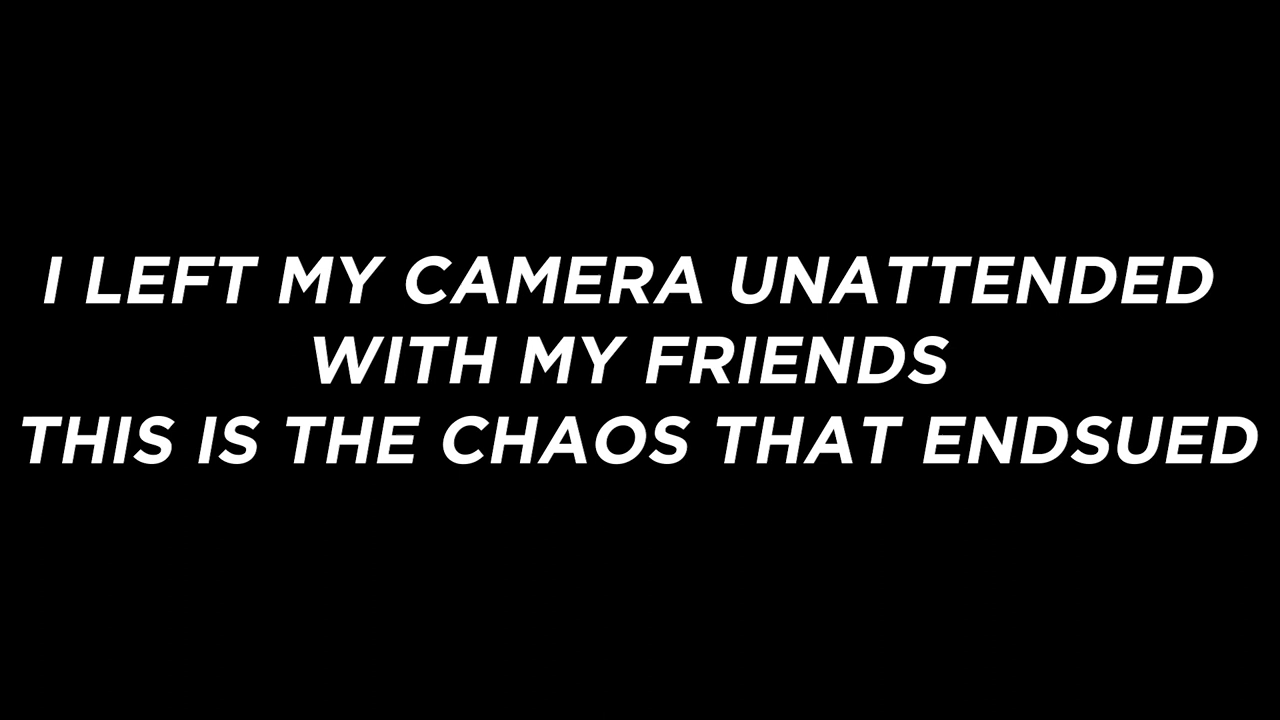 I LEFT MY CAMERA UNATTENDED
WITH MY FRIENDS
THIS IS THE CHAOS THAT ENDSUED